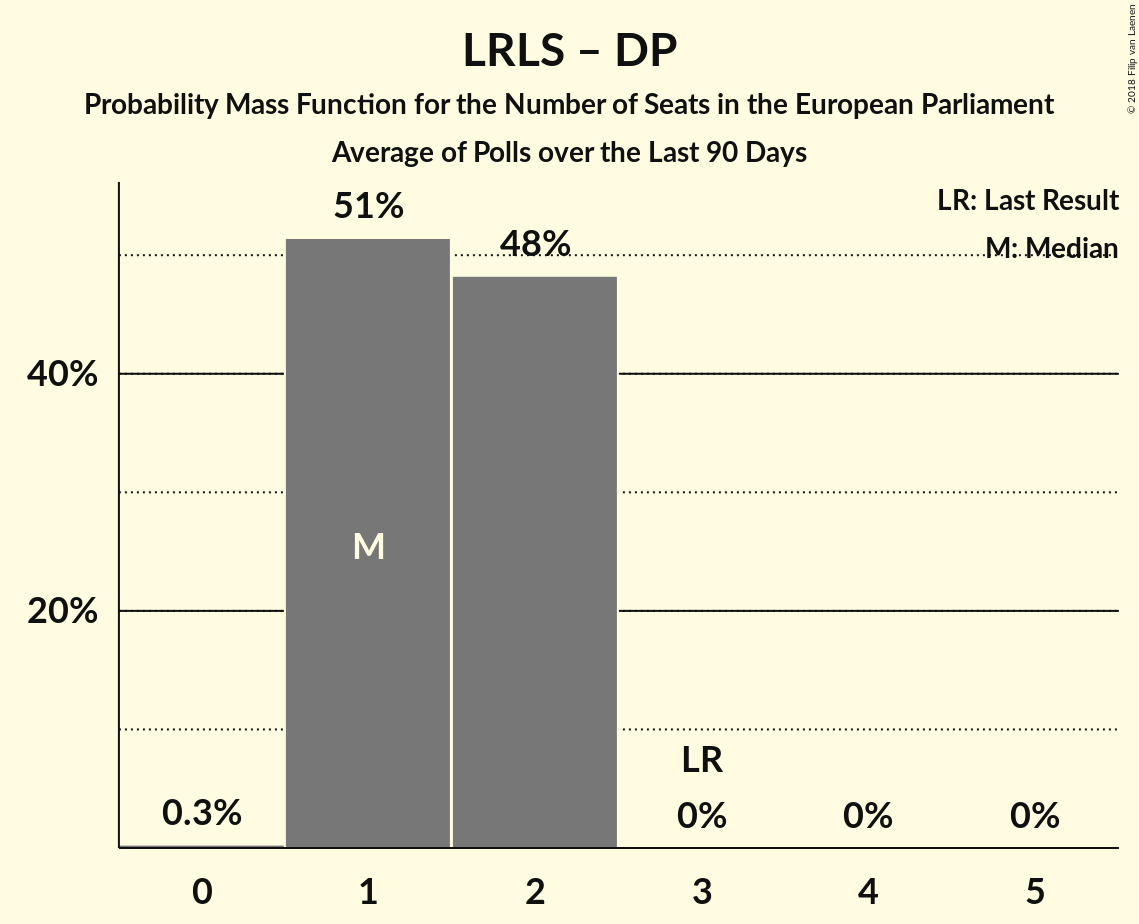 LRLS – DP
Probability Mass Function for the Number of Seats in the European Parliament
Average of Polls over the Last 90 Days
© 2018 Filip van Laenen
LR: Last Result
M: Median
51%
48%
40%
20%
M
LR
0.3%
0%
0%
0%
0
1
2
3
4
5